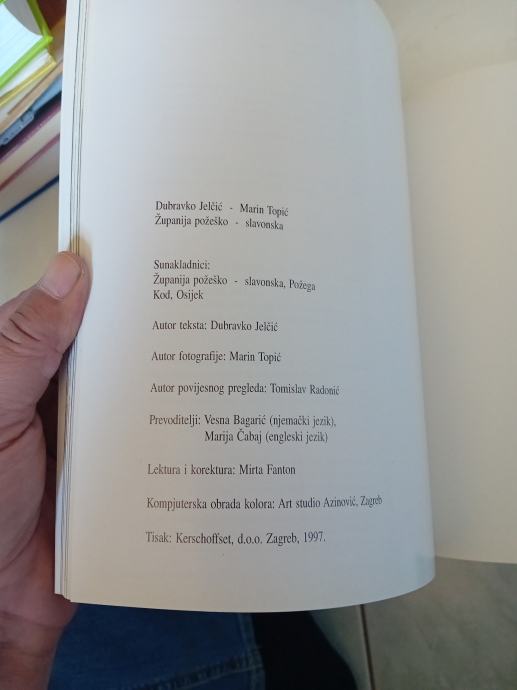 Dubravko Jelčić - Marin Topić
Županija požeško - slavonska
Sunakladnici:
Županija požeško - slavonska, Požega
Kod, Osijek
Autor teksta: Dubravko Jelčić
Autor fotografije: Marin Topić
Autor povijesnog pregleda: Tomislav Radonić
Prevoditelji: Vesna Bagarić (njemački jezik),
Marija Čabaj (engleski jezik)
Lektura i korektura: Mirta Fanton
Kompjuterska obrada kolora: Art studio Azinović, Zagreb
Tisak: Kerschoffset, d.o.o. Zagreb, 1997.